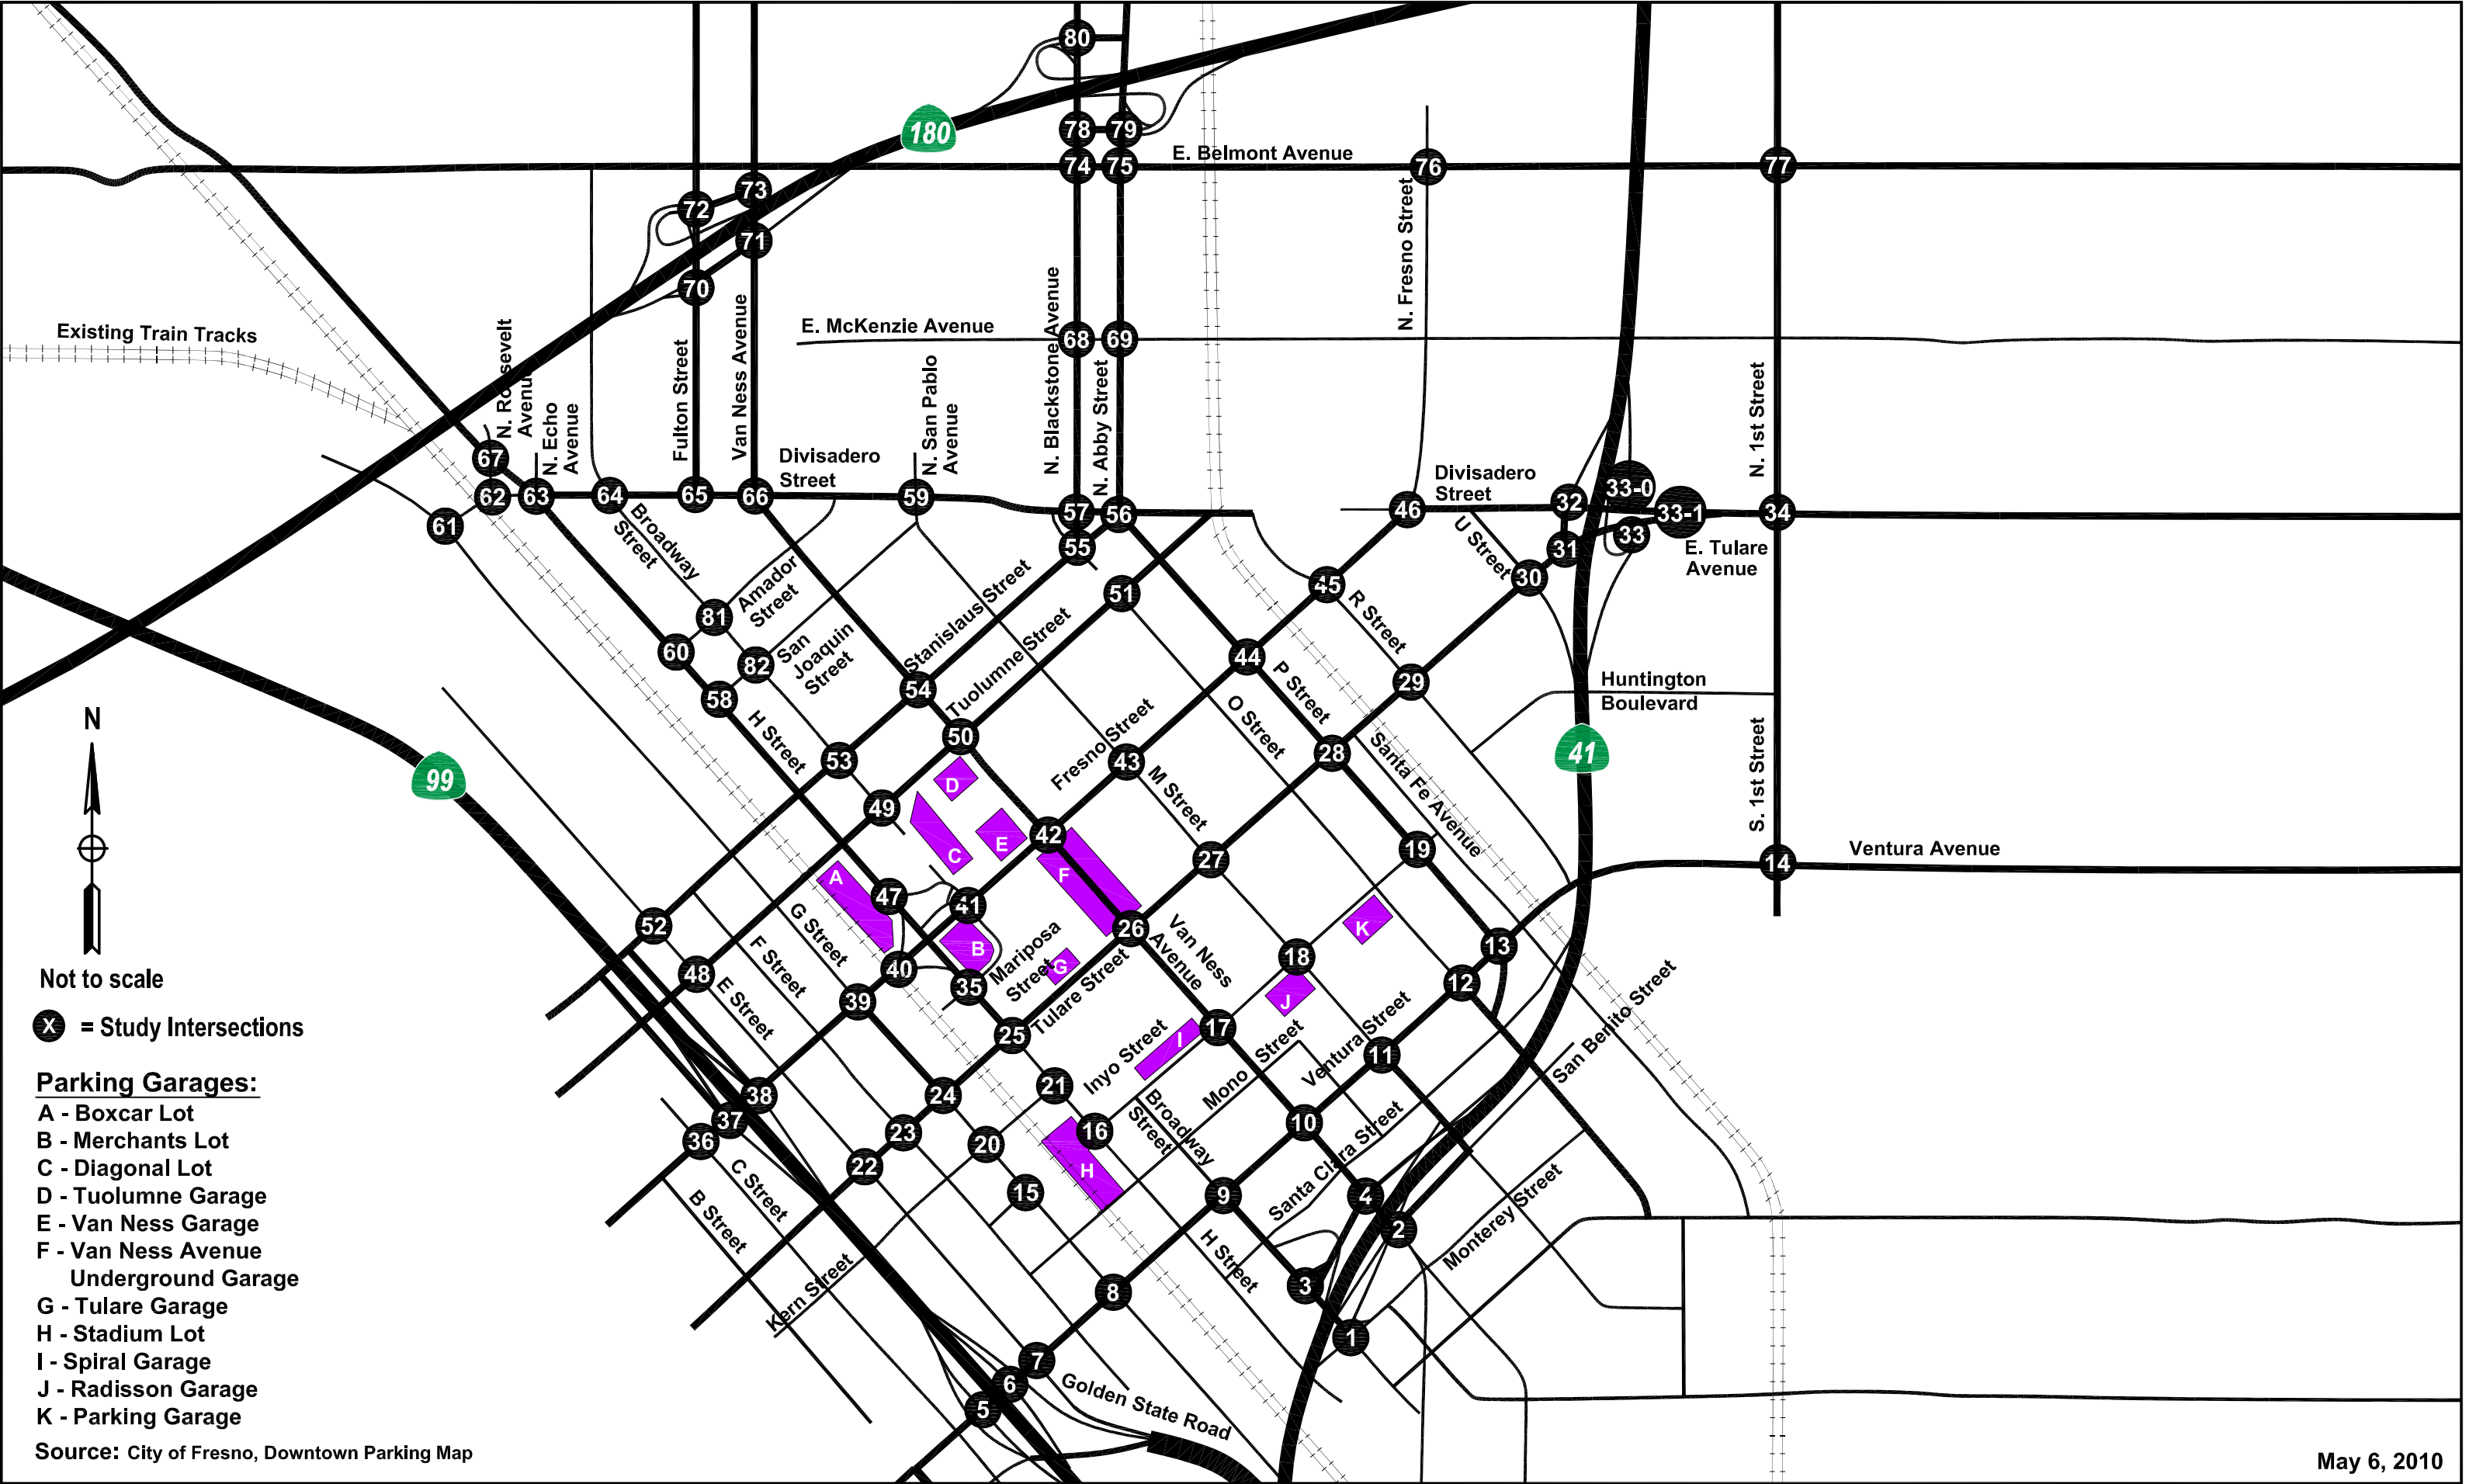 80
180
78
79
E. Belmont Avenue
74
75
76
77
73
72
71
70
N. Fresno Street
Existing Train Tracks
E. McKenzie Avenue
68
69
N. Roosevelt
Avenue
N. Echo
Avenue
Fulton Street
Van Ness Avenue
N. San Pablo
Avenue
N. Blackstone Avenue
N. Abby Street
N. 1st Street
Divisadero
Street
Divisadero
Street
67
62
63
64
65
66
59
57
56
46
32
33-0
33-1
34
61
55
31
33
E. Tulare
Avenue
Broadway
Street
U Street
30
81
Amador
Street
51
45
R Street
60
82
San
Joaquin
Street
Stanislaus Street
Tuolumne Street
44
29
58
54
P Street
O Street
Huntington
Boulevard
N
H Street
53
50
Fresno Street
43
28
Santa Fe Avenue
41
S. 1st Street
99
D
M Street
49
C
E
42
27
19
Ventura Avenue
14
A
47
F
52
G Street
41
B
26
Van Ness
Avenue
K
18
13
F Street
40
Mariposa
Street
G
48
E Street
39
35
Tulare Street
12
Not to scale
J
X = Study Intersections
25
I
17
Inyo Street
Mono Street
Ventura Street
11
San Benito Street
Parking Garages:
A - Boxcar Lot
B - Merchants Lot
C - Diagonal Lot
D - Tuolumne Garage
E - Van Ness Garage
F - Van Ness Avenue
Underground Garage
G - Tulare Garage
H - Stadium Lot
I - Spiral Garage
J - Radisson Garage
K - Parking Garage
38
37
36
24
21
23
20
16
Broadway
Street
10
22
C Street
B Street
15
H
9
Santa Clara Street
4
2
Monterey Street
Kern Street
H Street
8
3
1
7
6
5
Golden State Road
Source: City of Fresno, Downtown Parking Map
May 6, 2010